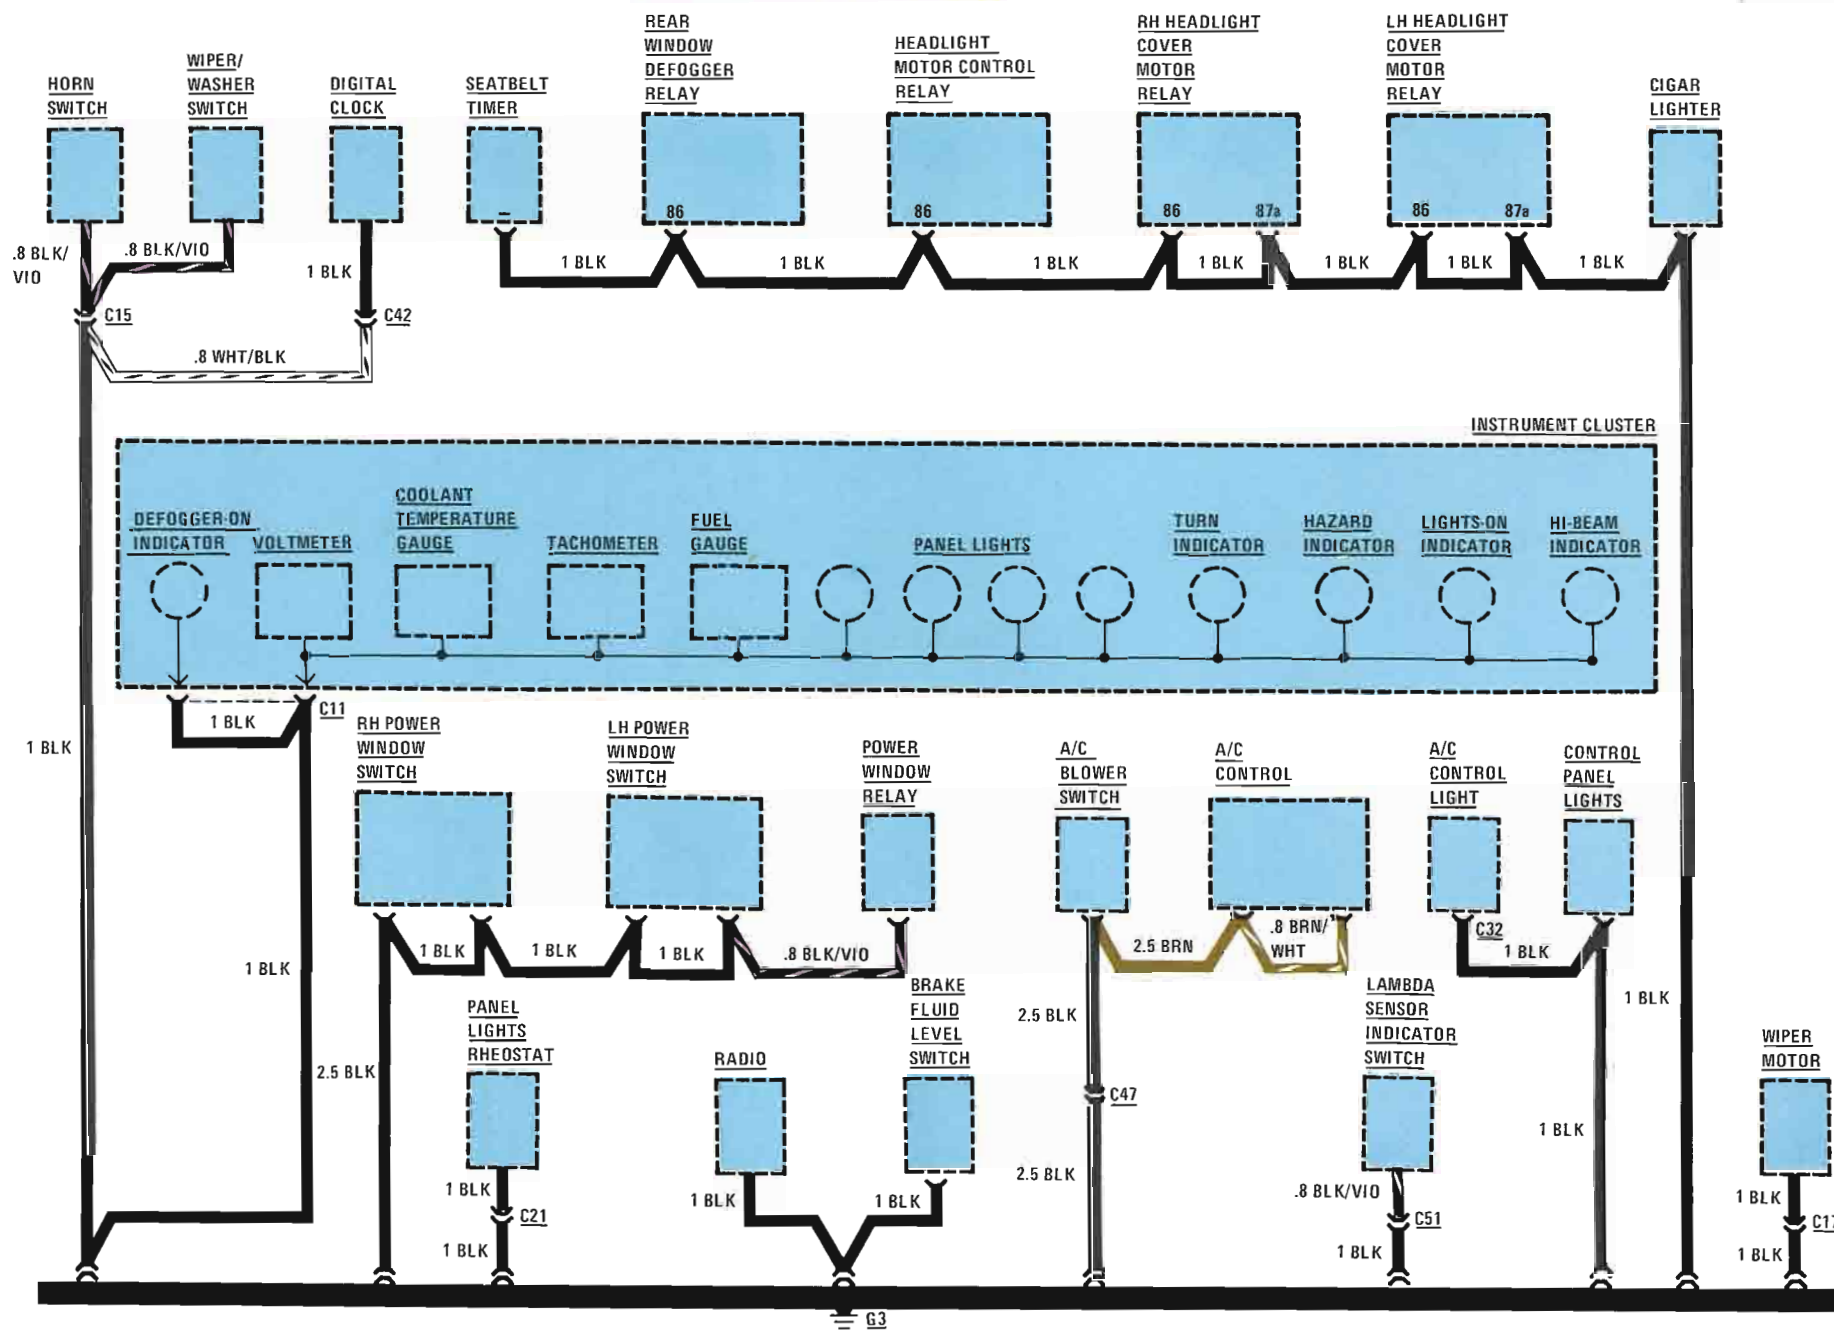 HORN
SWITCH
WIPER/
WASHER
SWITCH
DIGITAL
CLOCK
SEATBELT
TIMER
REAR
WINDOW
DEFOGGER
RELAY
HEADLIGHT
MOTOR CONTROL
RELAY
RH HEADLIGHT
COVER
MOTOR
RELAY
LH HEADLIGHT
COVER
MOTOR
RELAY
CIGAR
LIGHTER
86
86
86
87a
86
87a
.8 BLK/
VIO
.8 BLK/VIO
1 BLK
1 BLK
1 BLK
1 BLK
1 BLK
1 BLK
1 BLK
1 BLK
C15
C42
.8 WHT/BLK
INSTRUMENT CLUSTER
DEFOGGER-ON
INDICATOR
VOLTMETER
COOLANT
TEMPERATURE
GAUGE
TACHOMETER
FUEL
GAUGE
PANEL LIGHTS
TURN
INDICATOR
HAZARD
INDICATOR
LIGHTS-ON
INDICATOR
HI-BEAM
INDICATOR
1 BLK
C11
1 BLK
RH POWER
WINDOW
SWITCH
LH POWER
WINDOW
SWITCH
POWER
WINDOW
RELAY
A/C
BLOWER
SWITCH
A/C
CONTROL
A/C
CONTROL
LIGHT
CONTROL
PANEL
LIGHTS
1 BLK
1 BLK
1 BLK
1 BLK
.8 BLK/VIO
2.5 BRN
.8 BRN/
WHT
C32
1 BLK
1 BLK
2.5 BLK
2.5 BLK
PANEL
LIGHTS
RHEOSTAT
RADIO
BRAKE
FLUID
LEVEL
SWITCH
C47
LAMBDA
SENSOR
INDICATOR
SWITCH
WIPER
MOTOR
1 BLK
2.5 BLK
1 BLK
C21
1 BLK
1 BLK
1 BLK
.8 BLK/VIO
C51
1 BLK
1 BLK
C17
1 BLK
G3